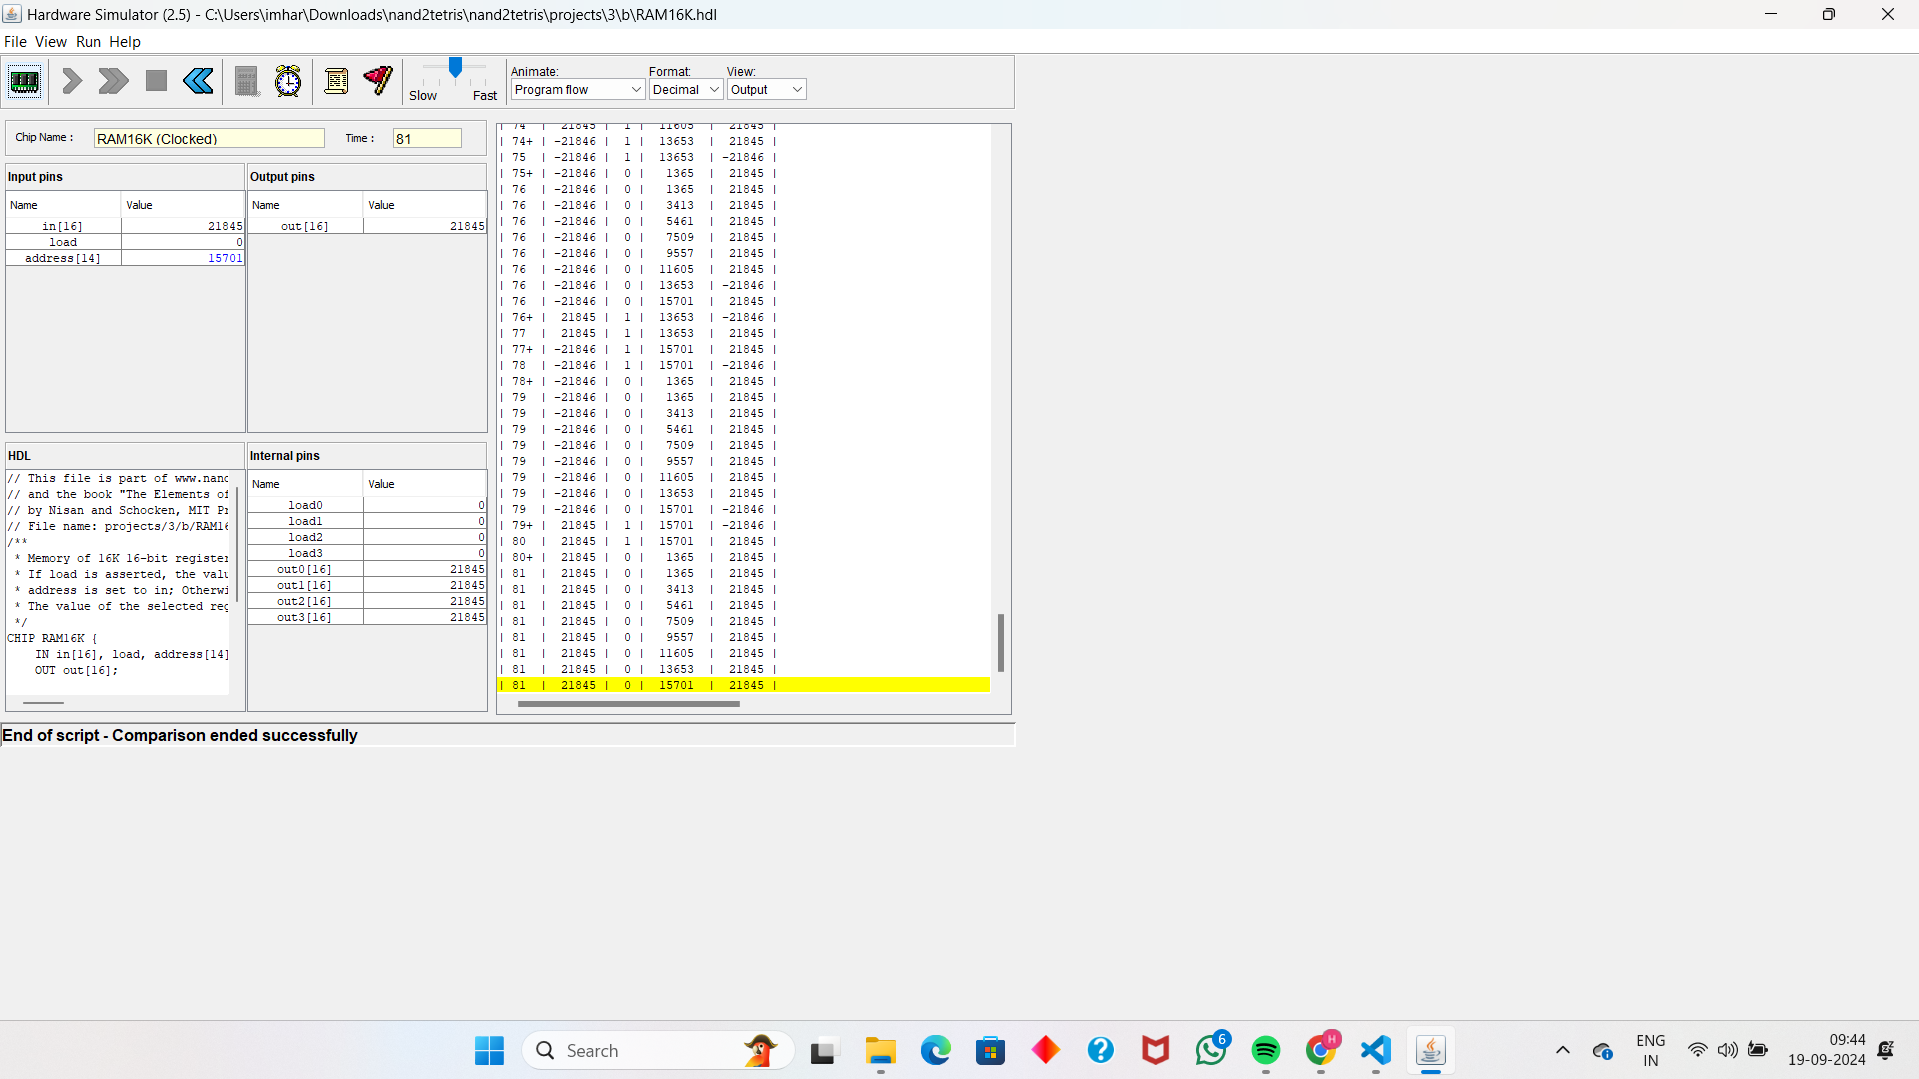 Hardware Simulator (2.5) - C:\Users\imhar\Downloads\nand2tetris\nand2tetris\projects\3\b\RAM16K.hdl
File View Run Help
Slow Fast
Animate: Format: View:
Program flow Decimal Output
Chip Name : RAM16K (Clocked) Time : 81
Input pins
Name Value
in[16] 21845
load 0
address[14] 15701
Output pins
Name Value
out[16] 21845
HDL
// This file is part of www.nand
// and the book "The Elements of
// by Nisan and Schocken, MIT Pr
// File name: projects/3/b/RAM16
/**
* Memory of 16K 16-bit register
* If load is asserted, the valu
* address is set to in; Otherwi
* The value of the selected reg
*/
CHIP RAM16K {
IN in[16], load, address[14]
OUT out[16];
Internal pins
Name Value
load0 0
load1 0
load2 0
load3 0
out0[16] 21845
out1[16] 21845
out2[16] 21845
out3[16] 21845
| 74 | 21845 | 1 | 11605 | 21845 |
| 74+ | -21846 | 1 | 13653 | 21845 |
| 75 | -21846 | 1 | 13653 | -21846 |
| 75+ | -21846 | 0 | 1365 | 21845 |
| 76 | -21846 | 0 | 1365 | 21845 |
| 76 | -21846 | 0 | 3413 | 21845 |
| 76 | -21846 | 0 | 5461 | 21845 |
| 76 | -21846 | 0 | 7509 | 21845 |
| 76 | -21846 | 0 | 9557 | 21845 |
| 76 | -21846 | 0 | 11605 | 21845 |
| 76 | -21846 | 0 | 13653 | -21846 |
| 76 | -21846 | 0 | 15701 | 21845 |
| 76+ | 21845 | 1 | 13653 | -21846 |
| 77 | 21845 | 1 | 13653 | 21845 |
| 77+ | -21846 | 1 | 15701 | 21845 |
| 78 | -21846 | 1 | 15701 | -21846 |
| 78+ | -21846 | 0 | 1365 | 21845 |
| 79 | -21846 | 0 | 1365 | 21845 |
| 79 | -21846 | 0 | 3413 | 21845 |
| 79 | -21846 | 0 | 5461 | 21845 |
| 79 | -21846 | 0 | 7509 | 21845 |
| 79 | -21846 | 0 | 9557 | 21845 |
| 79 | -21846 | 0 | 11605 | 21845 |
| 79 | -21846 | 0 | 13653 | 21845 |
| 79 | -21846 | 0 | 15701 | -21846 |
| 79+ | 21845 | 1 | 15701 | -21846 |
| 80 | 21845 | 1 | 15701 | 21845 |
| 80+ | 21845 | 0 | 1365 | 21845 |
| 81 | 21845 | 0 | 1365 | 21845 |
| 81 | 21845 | 0 | 3413 | 21845 |
| 81 | 21845 | 0 | 5461 | 21845 |
| 81 | 21845 | 0 | 7509 | 21845 |
| 81 | 21845 | 0 | 9557 | 21845 |
| 81 | 21845 | 0 | 11605 | 21845 |
| 81 | 21845 | 0 | 13653 | 21845 |
| 81 | 21845 | 0 | 15701 | 21845 |
End of script - Comparison ended successfully
Search
6
H
ENG
IN
09:44
19-09-2024